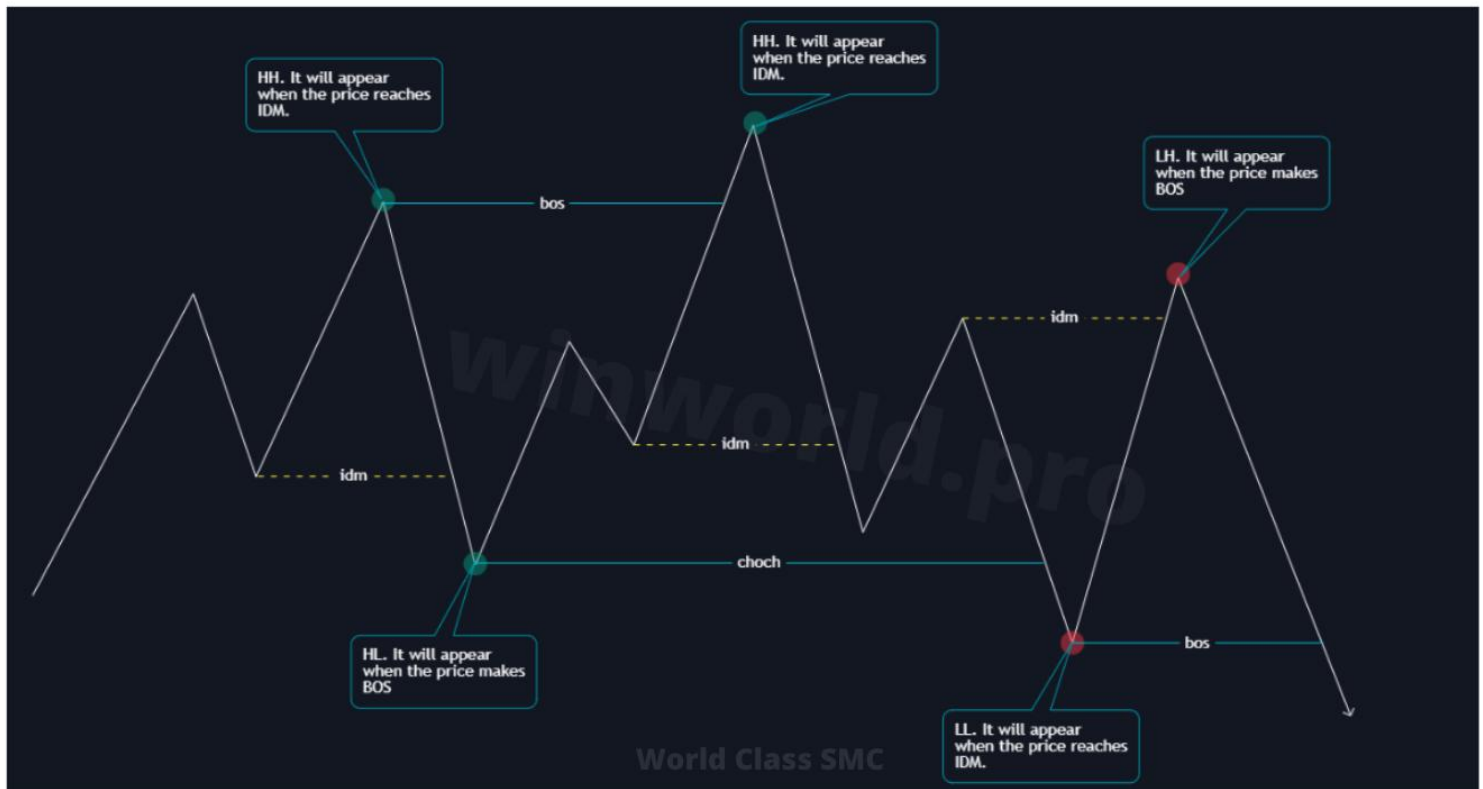 HH. It will appear
when the price reaches
IDM.
HH. It will appear
when the price reaches
IDM.
LH. It will appear
when the price makes
BOS
bos
idm
winworld.pro
idm
idm
choch
HL. It will appear
when the price makes
BOS
bos
LL. It will appear
when the price reaches
IDM.
World Class SMC